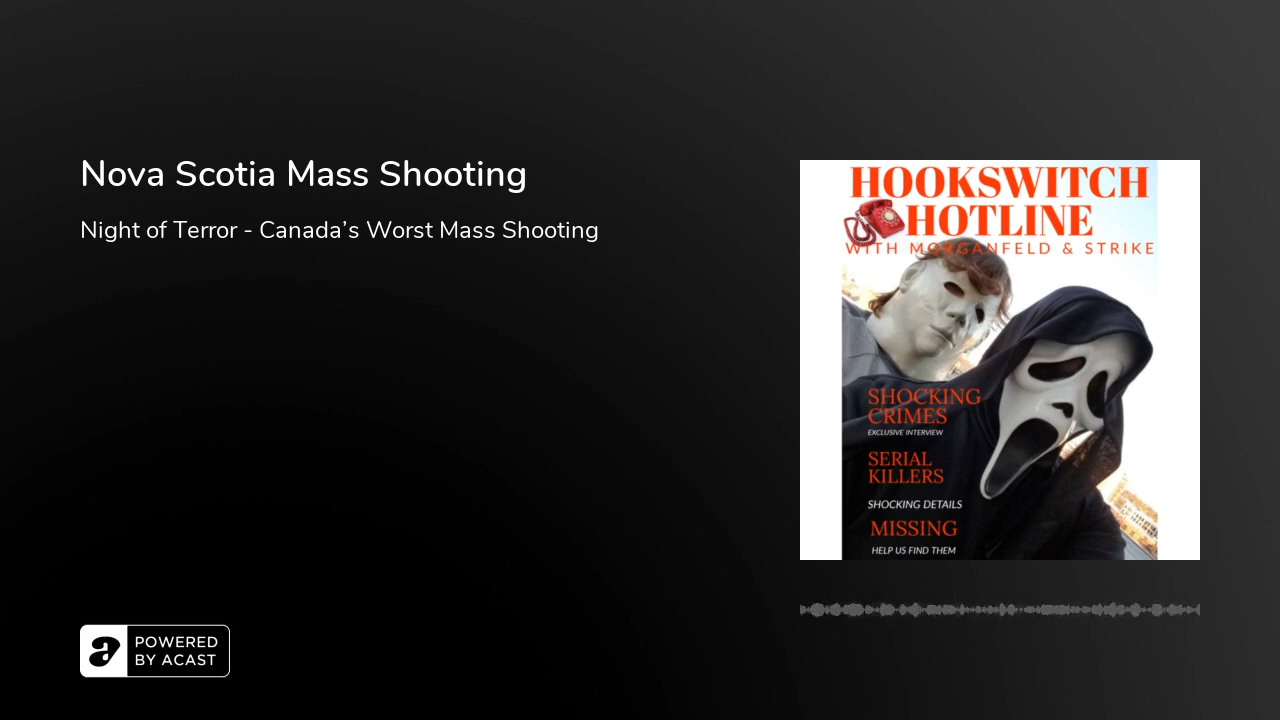 Nova Scotia Mass Shooting
Night of Terror - Canada’s Worst Mass Shooting
HOOKSWITCH
HOTLINE
WITH MORGANFELD & STRIKE
SHOCKING
CRIMES
EXCLUSIVE INTERVIEW
SERIAL
KILLERS
SHOCKING DETAILS
MISSING
HELP US FIND THEM
POWERED
BY ACAST